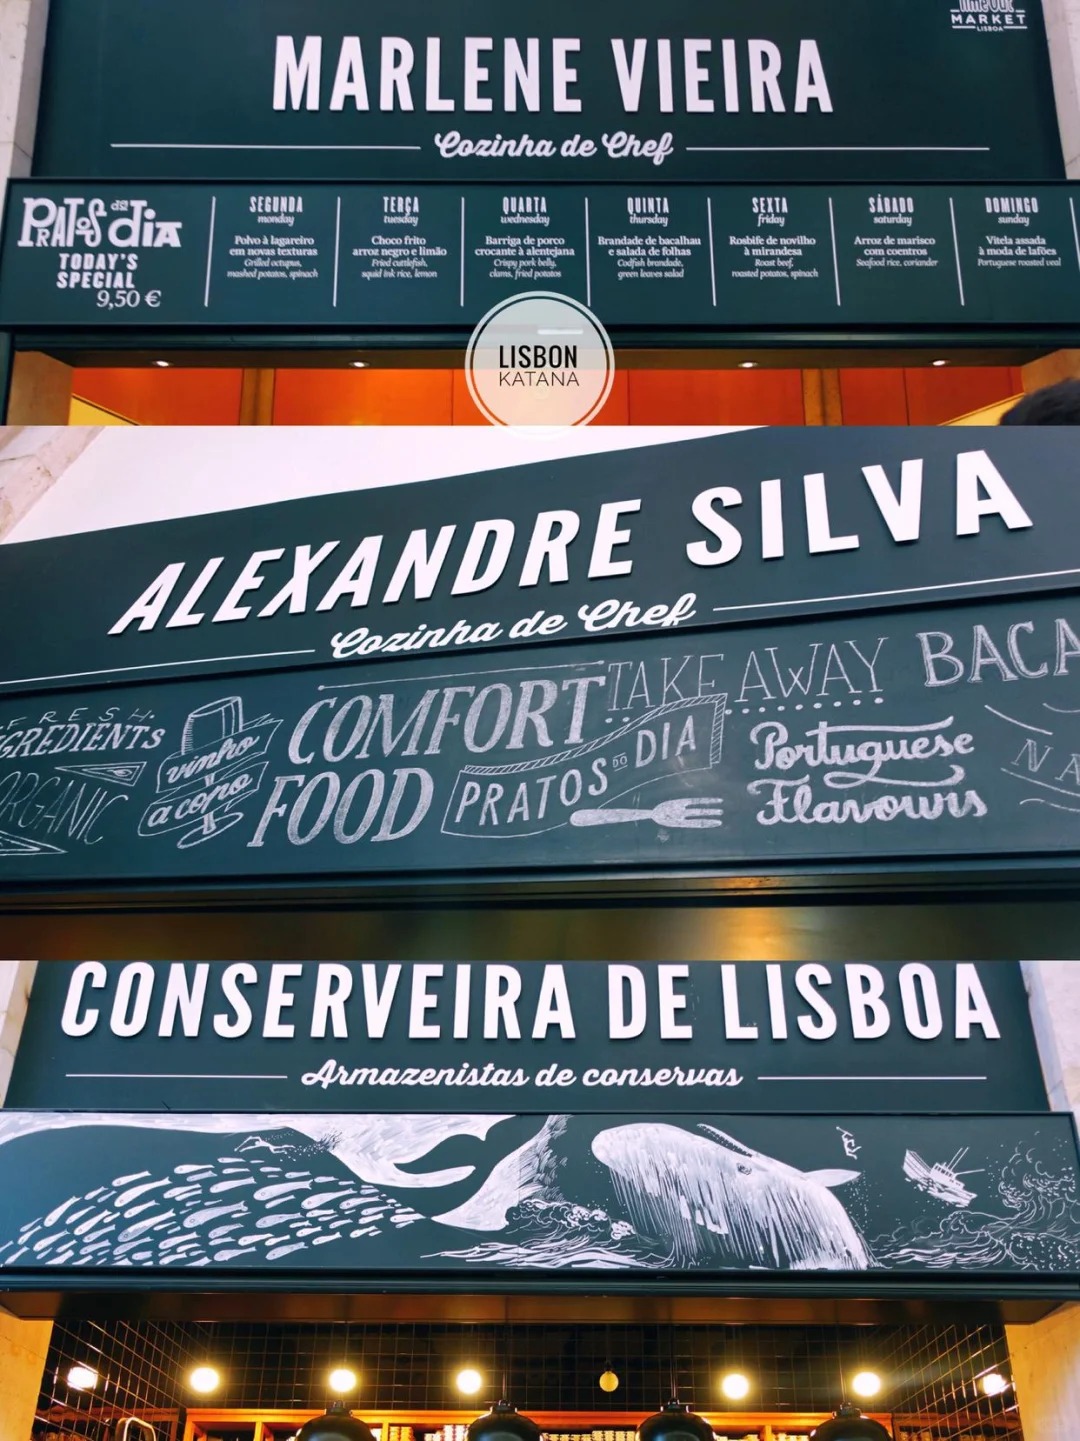 TimeOut
MARKET
LISBOA
MARLENE VIEIRA
Cozinha de Chef
PRATOS do DIA
TODAY'S
SPECIAL
9,50 €
SEGUNDA
monday
Polvo à lagareiro
em novas texturas
Grilled octupus,
mashed potatos, spinach
TERÇA
tuesday
Choco frito
arroz negro e limão
Fried cuttlefish,
squid ink rice, lemon
QUARTA
wednesday
Barriga de porco
crocante à alentejana
Crispy pork belly,
clams, fried potatos
QUINTA
thursday
Brandade de bacalhau
e salada de folhas
Codfish brandade,
green leaves salad
SEXTA
friday
Rosbife de novilho
à mirandesa
Roast beef,
roasted potatos, spinach
SÁBADO
saturday
Arroz de marisco
com coentros
Seafood rice, coriander
DOMINGO
sunday
Vitela assada
à moda de lafões
Portuguese roasted veal
LISBON
KATANA
ALEXANDRE SILVA
Cozinha de Chef
FRESH
GREDIENTS
ORGANIC
vinho
a copo
COMFORT
FOOD
TAKE AWAY
PRATOS DO DIA
BACA
Portuguese
Flavours
NA
CONSERVEIRA DE LISBOA
Armazenistas de conservas